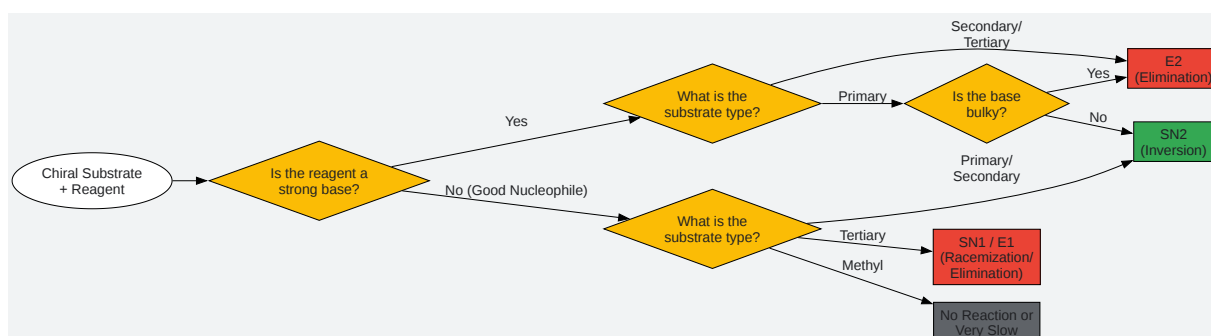 Chiral Substrate
+ Reagent
Is the reagent a
strong base?
Yes
No (Good Nucleophile)
What is the
substrate type?
Secondary/
Tertiary
Primary
Is the base
bulky?
Yes
No
E2
(Elimination)
SN2
(Inversion)
What is the
substrate type?
Primary/
Secondary
Tertiary
Methyl
SN1 / E1
(Racemization/
Elimination)
No Reaction or
Very Slow